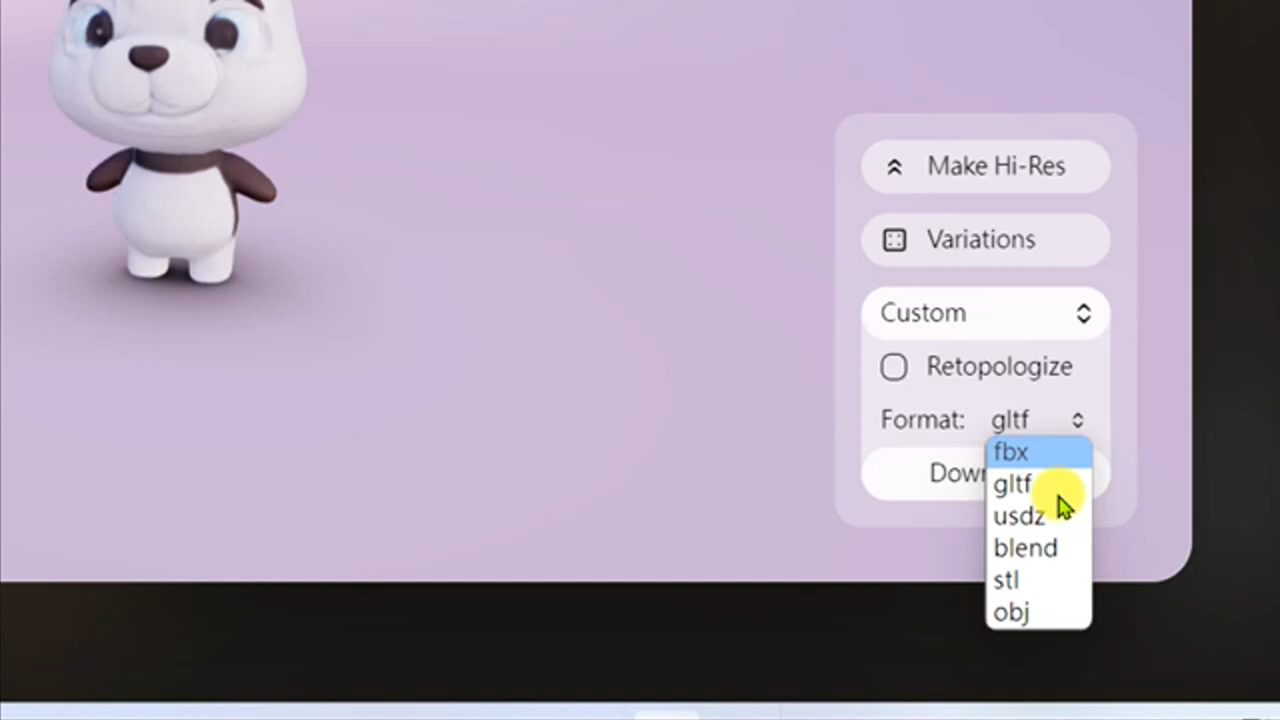 Make Hi-Res
Variations
Custom
Retopologize
Format: gltf
fbx
gltf
usdz
blend
stl
obj